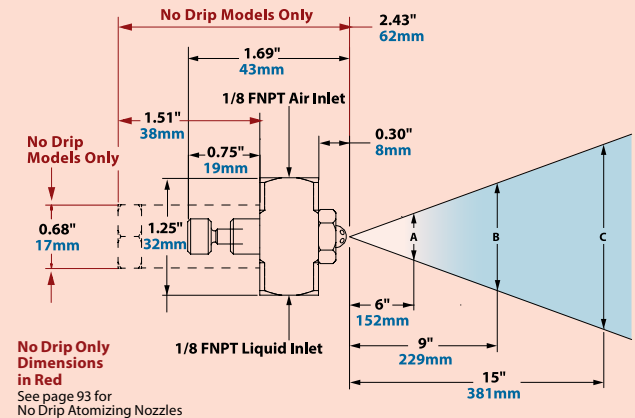 No Drip Models Only
2.43"
62mm
1.69"
43mm
1/8 FNPT Air Inlet
1.51"
38mm
0.30"
8mm
No Drip
Models Only
0.75"
19mm
0.68"
17mm
1.25"
32mm
A
B
C
6"
152mm
1/8 FNPT Liquid Inlet
9"
229mm
15"
381mm
No Drip Only
Dimensions
in Red
See page 93 for
No Drip Atomizing Nozzles